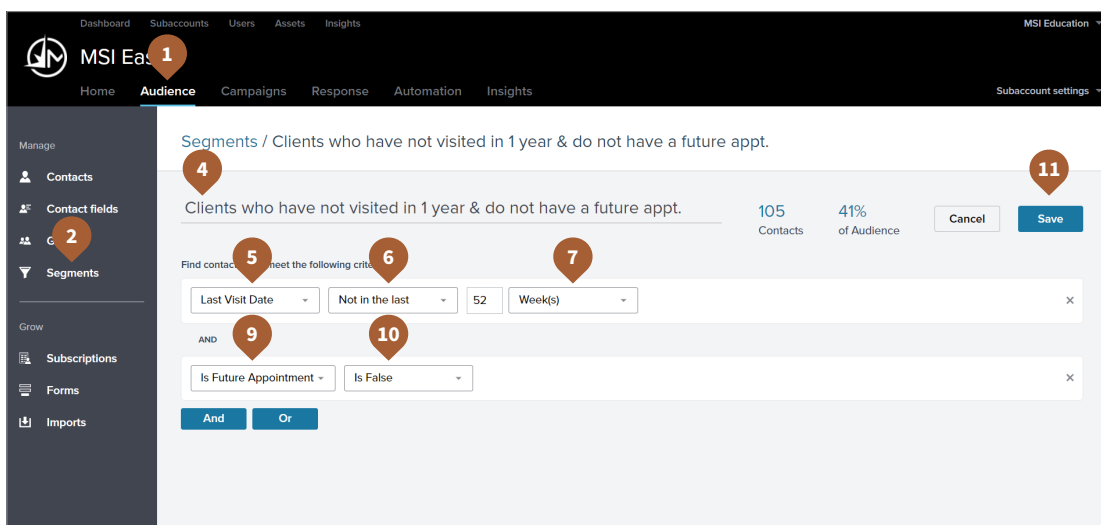 Dashboard Subaccounts Users Assets Insights MSI Education
MSI Eas
1
Home Audience Campaigns Response Automation Insights Subaccount settings
Manage
Segments / Clients who have not visited in 1 year & do not have a future appt.
Contacts
4
11
Contact fields
Clients who have not visited in 1 year & do not have a future appt.
105 Contacts
41% of Audience
Cancel
Save
G
2
Segments
Find contac
5
meet the following crite
6
7
Last Visit Date Not in the last 52 Week(s) ×
Grow
AND
9
10
Subscriptions
Is Future Appointment Is False ×
Forms
And Or
Imports